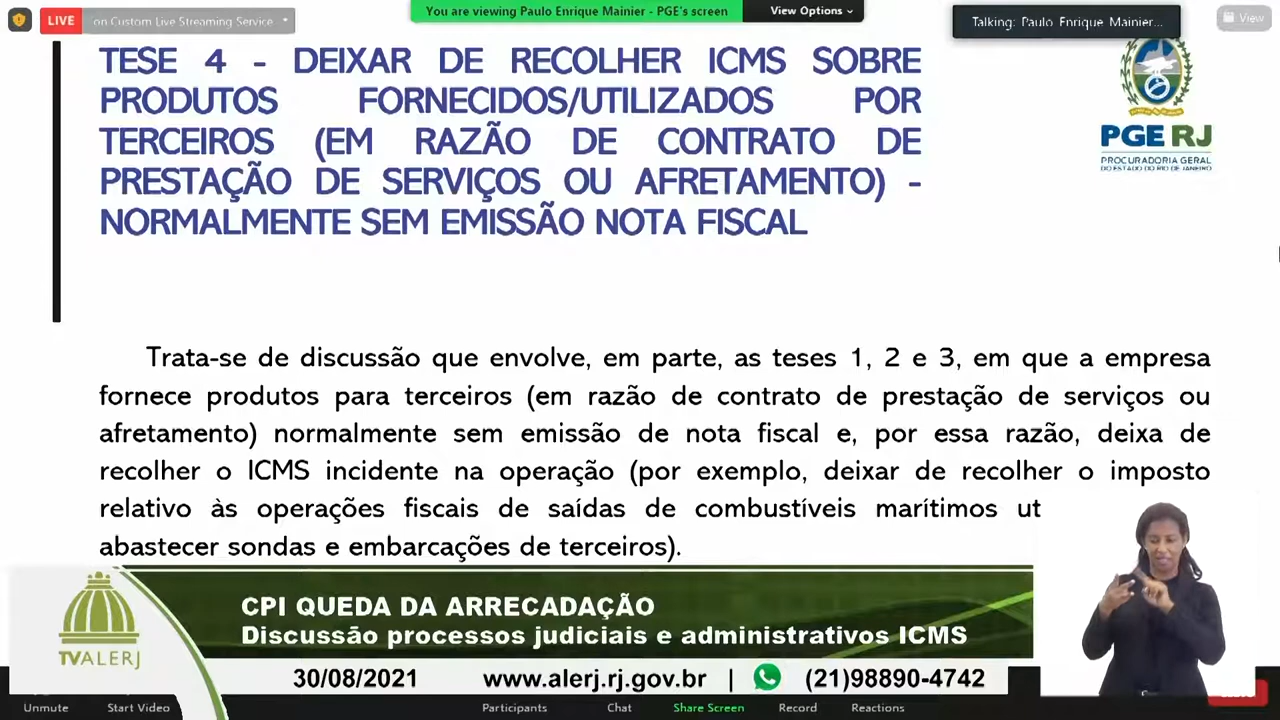 LIVE
on Custom Live Streaming Service
You are viewing Paulo Enrique Mainier - PGE's screen
View Options
Talking: Paulo Enrique Mainier...
View
TESE 4 - DEIXAR DE RECOLHER ICMS SOBRE
PRODUTOS FORNECIDOS/UTILIZADOS POR
TERCEIROS (EM RAZÃO DE CONTRATO DE
PRESTAÇÃO DE SERVIÇOS OU AFRETAMENTO) -
NORMALMENTE SEM EMISSÃO NOTA FISCAL
PGE RJ
PROCURADORIA GERAL
DO ESTADO DO RIO DE JANEIRO
Trata-se de discussão que envolve, em parte, as teses 1, 2 e 3, em que a empresa
fornece produtos para terceiros (em razão de contrato de prestação de serviços ou
afretamento) normalmente sem emissão de nota fiscal e, por essa razão, deixa de
recolher o ICMS incidente na operação (por exemplo, deixar de recolher o imposto
relativo às operações fiscais de saídas de combustíveis marítimos ut
abastecer sondas e embarcações de terceiros).
CPI QUEDA DA ARRECADAÇÃO
Discussão processos judiciais e administrativos ICMS
TVALERJ
30/08/2021 www.alerj.rj.gov.br | (21)98890-4742
Unmute Start Video Participants Chat Share Screen Record Reactions